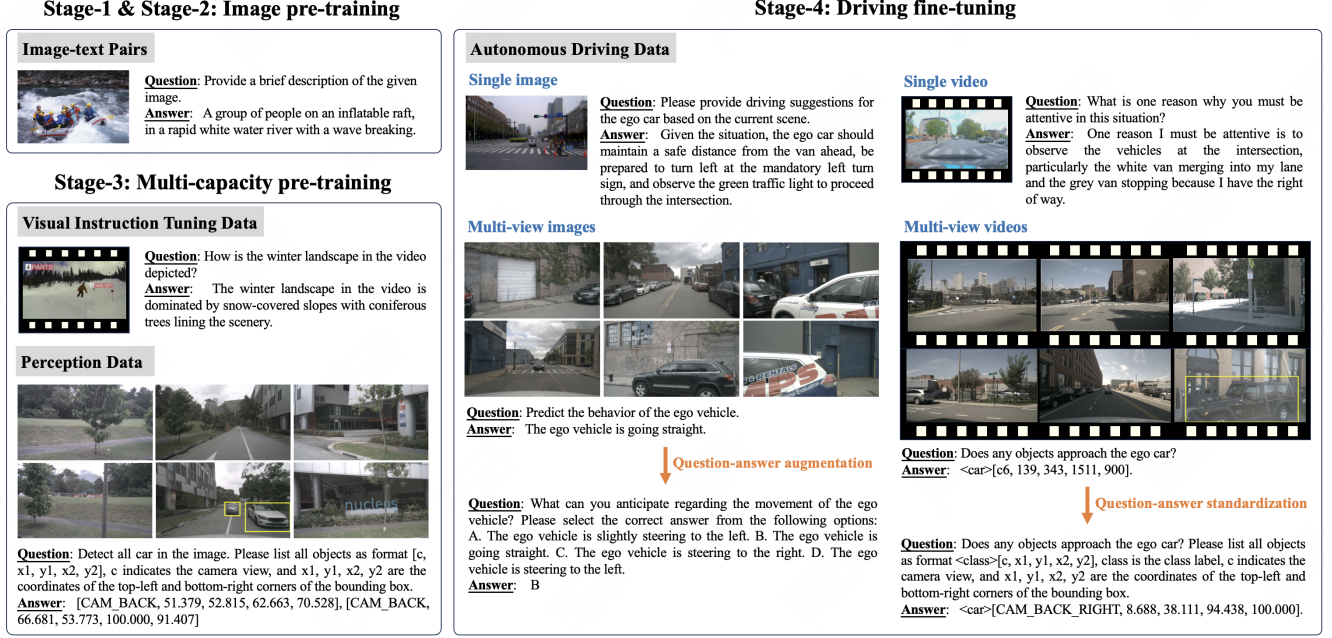 Stage-1 & Stage-2: Image pre-training
Image-text Pairs
Question: Provide a brief description of the given
image.
Answer: A group of people on an inflatable raft,
in a rapid white water river with a wave breaking.
Stage-3: Multi-capacity pre-training
Visual Instruction Tuning Data
4 PARTS
Question: How is the winter landscape in the video
depicted?
Answer: The winter landscape in the video is
dominated by snow-covered slopes with coniferous
trees lining the scenery.
Perception Data
nucleos
Question: Detect all car in the image. Please list all objects as format [c,
x1, y1, x2, y2], c indicates the camera view, and x1, y1, x2, y2 are the
coordinates of the top-left and bottom-right corners of the bounding box.
Answer: [CAM_BACK, 51.379, 52.815, 62.663, 70.528], [CAM_BACK,
66.681, 53.773, 100.000, 91.407]
Stage-4: Driving fine-tuning
Autonomous Driving Data
Single image
Question: Please provide driving suggestions for
the ego car based on the current scene.
Answer: Given the situation, the ego car should
maintain a safe distance from the van ahead, be
prepared to turn left at the mandatory left turn
sign, and observe the green traffic light to proceed
through the intersection.
Single video
Question: What is one reason why you must be
attentive in this situation?
Answer: One reason I must be attentive is to
observe the vehicles at the intersection,
particularly the white van merging into my lane
and the grey van stopping because I have the right
of way.
Multi-view images
RENTALS
Question: Predict the behavior of the ego vehicle.
Answer: The ego vehicle is going straight.
Question-answer augmentation
Question: What can you anticipate regarding the movement of the ego
vehicle? Please select the correct answer from the following options:
A. The ego vehicle is slightly steering to the left. B. The ego vehicle is
going straight. C. The ego vehicle is steering to the right. D. The ego
vehicle is steering to the left.
Answer: B
Multi-view videos
Question: Does any objects approach the ego car?
Answer: <car>[c6, 139, 343, 1511, 900].
Question-answer standardization
Question: Does any objects approach the ego car? Please list all objects
as format <class>[c, x1, y1, x2, y2], class is the class label, c indicates the
camera view, and x1, y1, x2, y2 are the coordinates of the top-left and
bottom-right corners of the bounding box.
Answer: <car>[CAM_BACK_RIGHT, 8.688, 38.111, 94.438, 100.000].